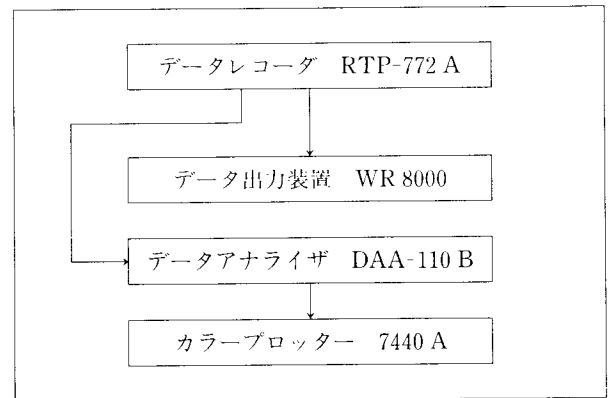 データレコーダ RTP-772 A
データ出力装置 WR 8000
データアナライザ DAA-110 B
カラープロッター 7440 A